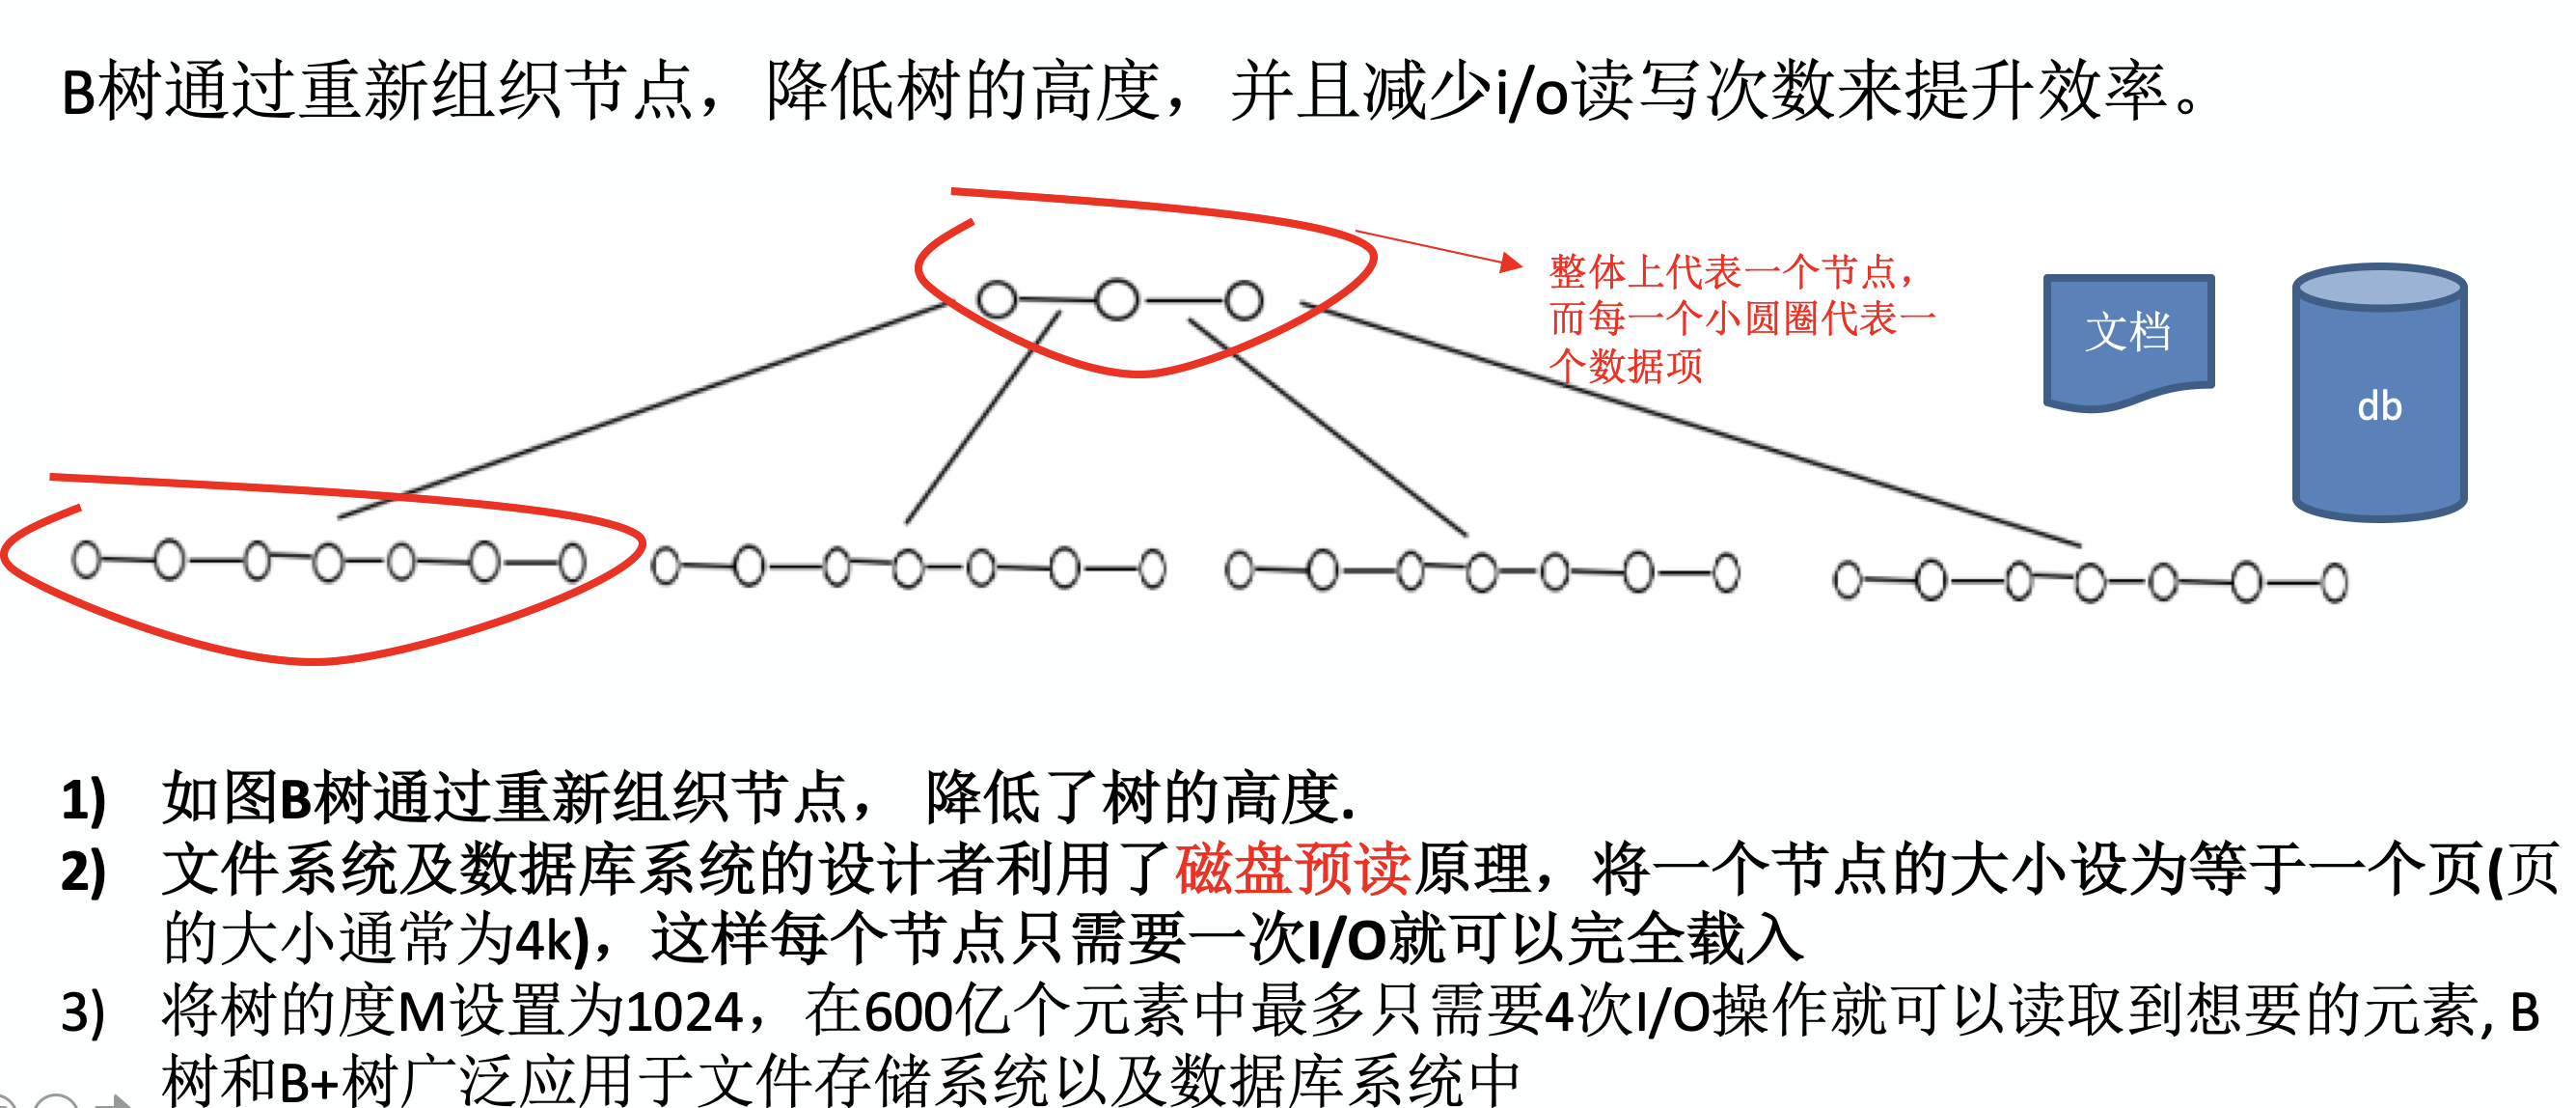 B树通过重新组织节点，降低树的高度，并且减少i/o读写次数来提升效率。
整体上代表一个节点，
而每一个小圆圈代表一
个数据项
文档
db
1) 如图B树通过重新组织节点， 降低了树的高度.
2) 文件系统及数据库系统的设计者利用了磁盘预读原理，将一个节点的大小设为等于一个页(页
的大小通常为4k)，这样每个节点只需要一次I/O就可以完全载入
3) 将树的度M设置为1024，在600亿个元素中最多只需要4次I/O操作就可以读取到想要的元素, B
树和B+树广泛应用于文件存储系统以及数据库系统中